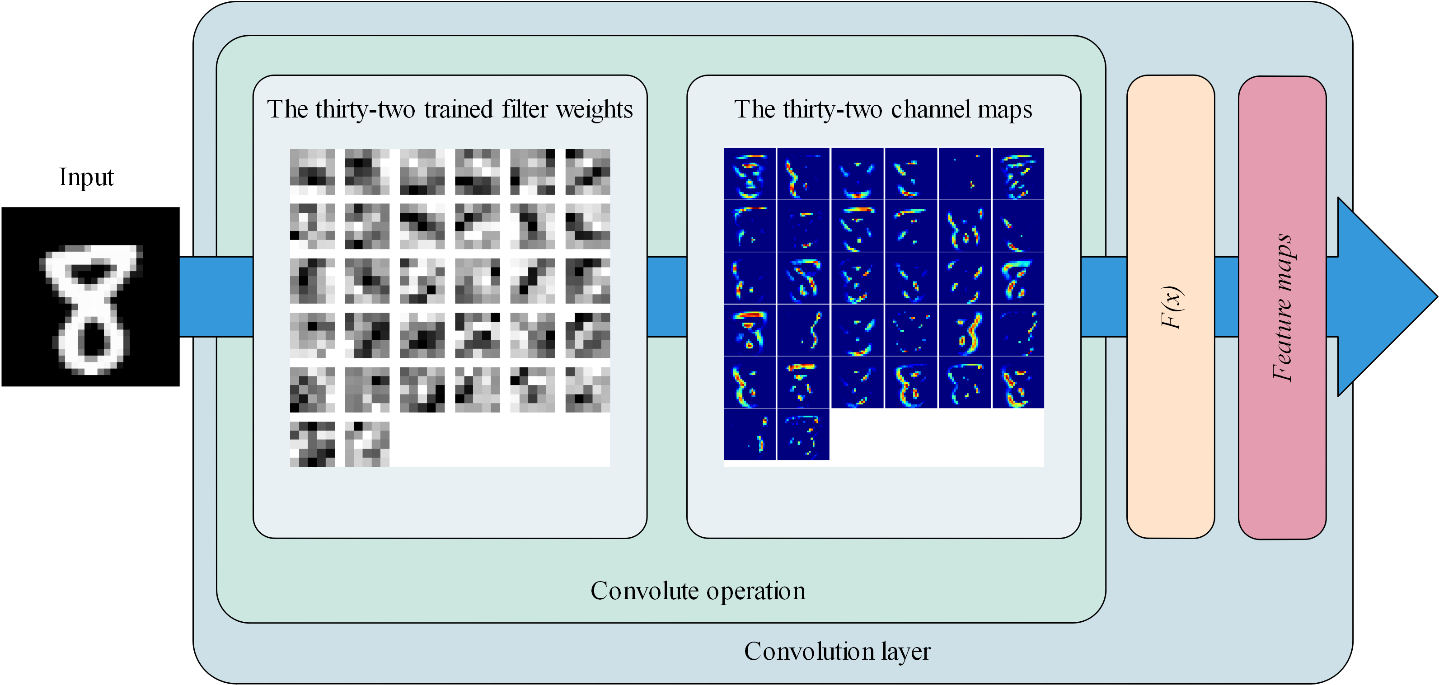 Input
The thirty-two trained filter weights
The thirty-two channel maps
F(x)
Feature maps
Convolute operation
Convolution layer